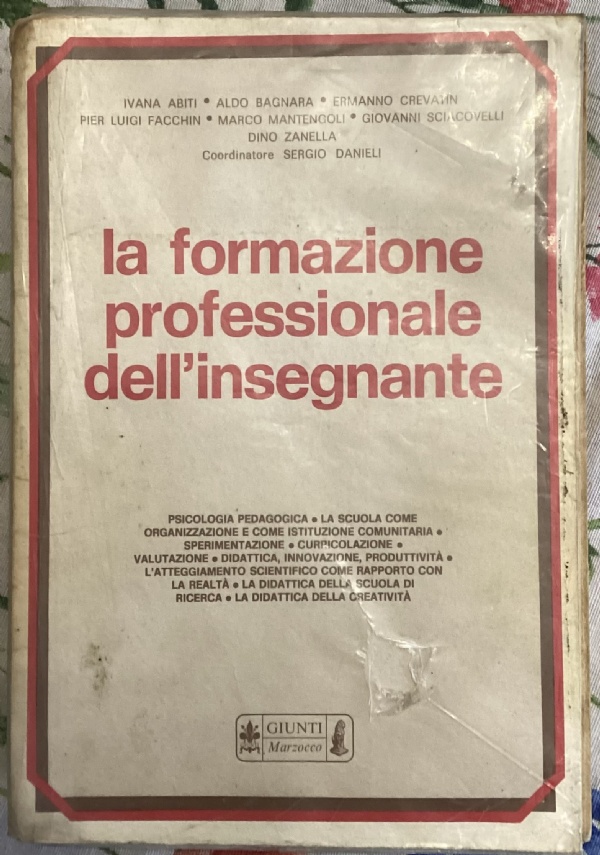 IVANA ABITI • ALDO BAGNARA • ERMANNO CREVATIN
PIER LUIGI FACCHIN • MARCO MANTENGOLI • GIOVANNI SCIACOVELLI
DINO ZANELLA
Coordinatore SERGIO DANIELI
la formazione
professionale
dell'insegnante
PSICOLOGIA PEDAGOGICA • LA SCUOLA COME
ORGANIZZAZIONE E COME ISTITUZIONE COMUNITARIA •
SPERIMENTAZIONE • CURRICOLAZIONE •
VALUTAZIONE • DIDATTICA, INNOVAZIONE, PRODUTTIVITÀ •
L'ATTEGGIAMENTO SCIENTIFICO COME RAPPORTO CON
LA REALTÀ • LA DIDATTICA DELLA SCUOLA DI
RICERCA • LA DIDATTICA DELLA CREATIVITÀ
GIUNTI
Marzocco